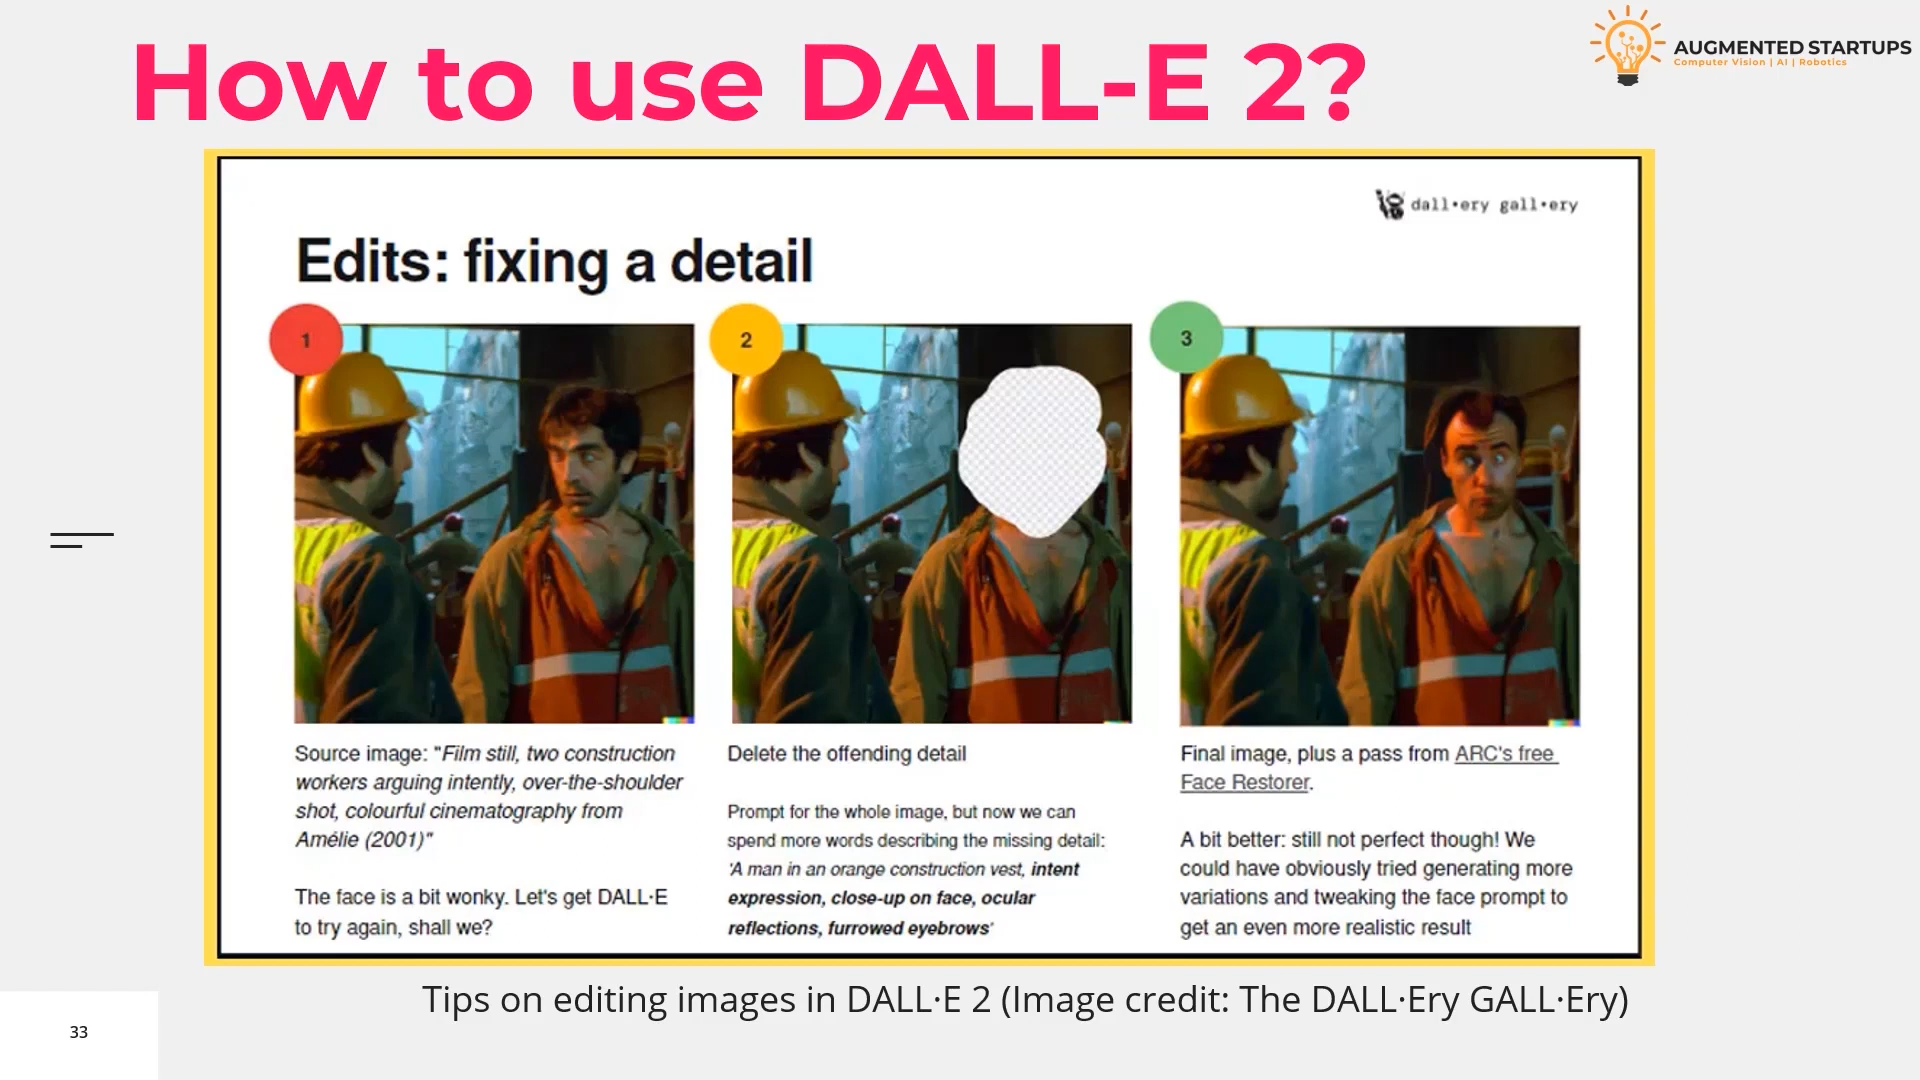 How to use DALL-E 2?
AUGMENTED STARTUPS
Computer Vision | AI | Robotics
dall•ery gall•ery
Edits: fixing a detail
1
2
3
Source image: "Film still, two construction
workers arguing intently, over-the-shoulder
shot, colourful cinematography from
Amélie (2001)"
The face is a bit wonky. Let's get DALL·E
to try again, shall we?
Delete the offending detail
Prompt for the whole image, but now we can
spend more words describing the missing detail:
'A man in an orange construction vest, intent
expression, close-up on face, ocular
reflections, furrowed eyebrows'
Final image, plus a pass from ARC's free
Face Restorer.
A bit better: still not perfect though! We
could have obviously tried generating more
variations and tweaking the face prompt to
get an even more realistic result
Tips on editing images in DALL·E 2 (Image credit: The DALL·Ery GALL·Ery)
33